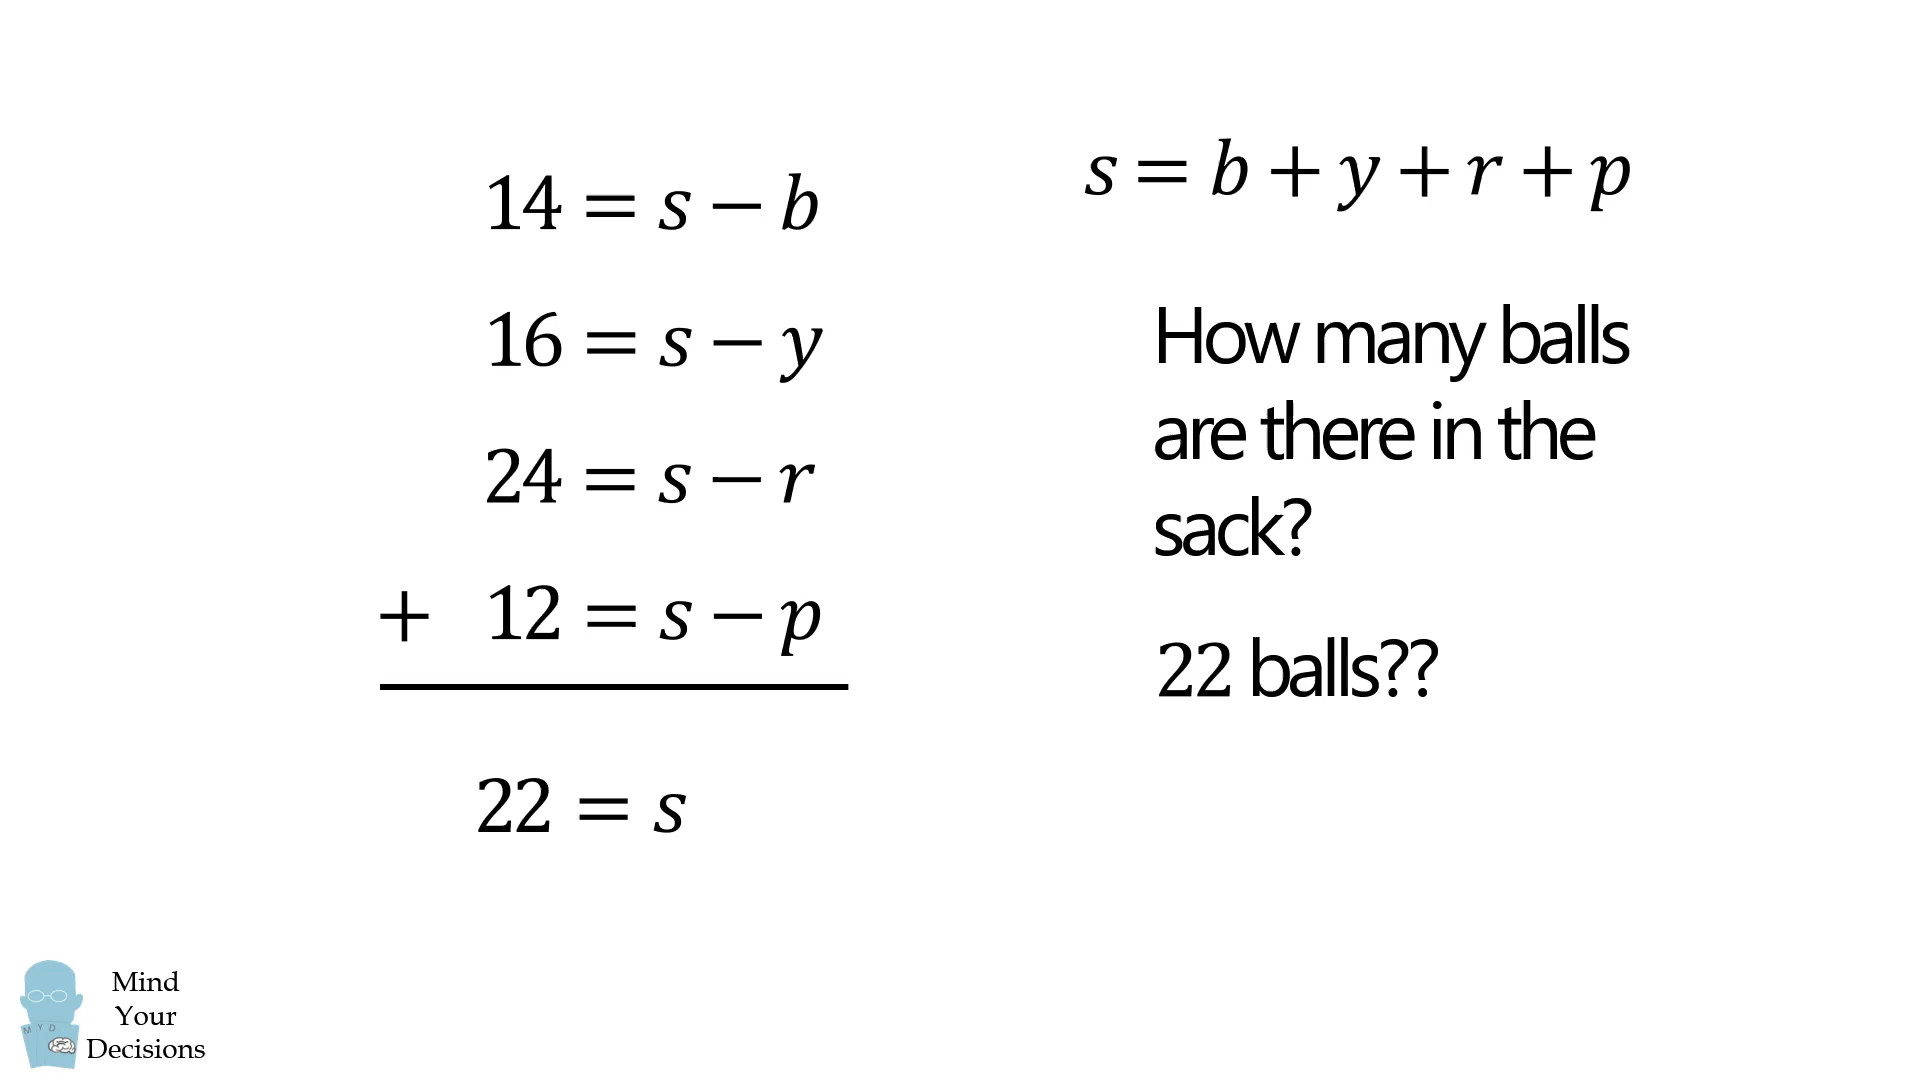 14 = s − b
16 = s − y
24 = s − r
+ 12 = s − p
22 = s
s = b + y + r + p
How many balls
are there in the
sack?
22 balls??
M Y D
Mind
Your
Decisions